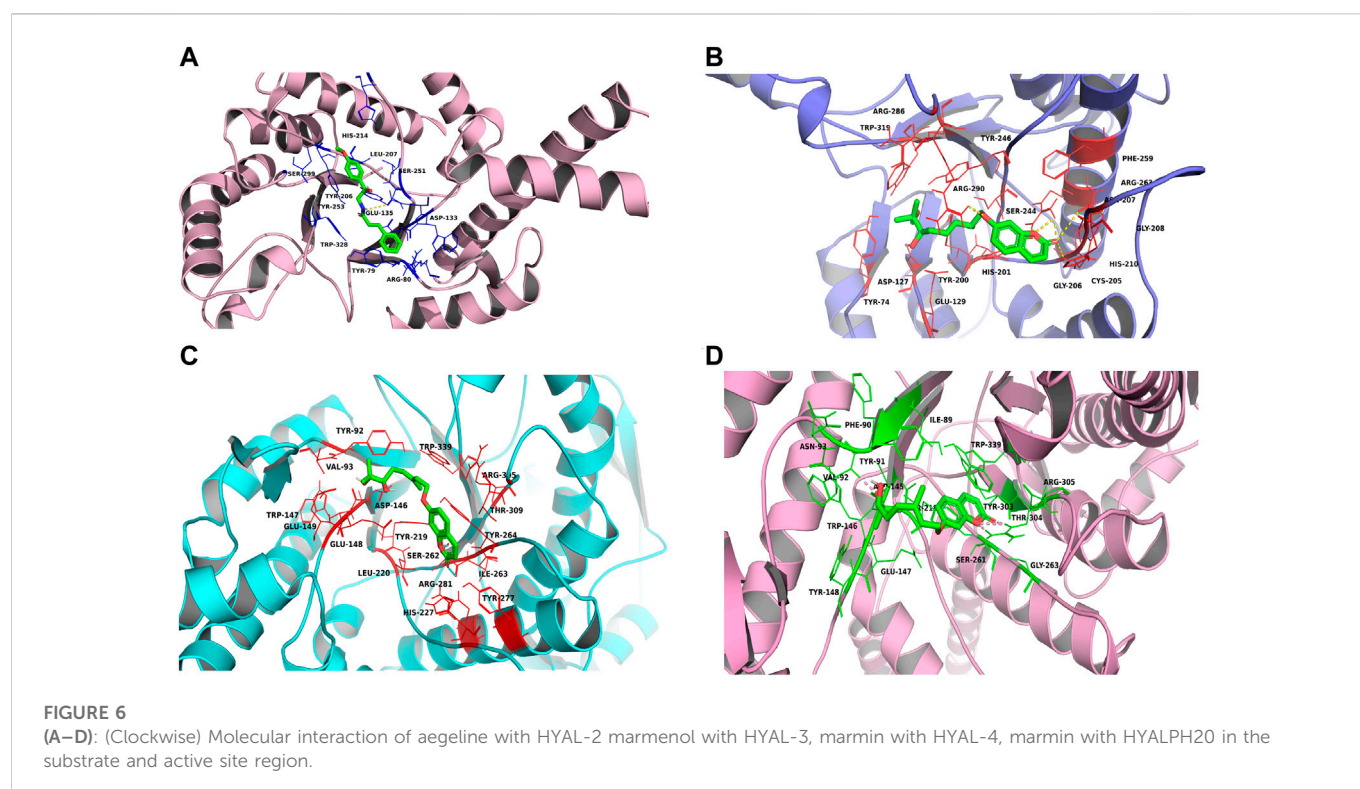 A
HIS-214
LEU-207
SER-299
SER-251
TYR-206
TYR-253
GLU-135
ASP-133
TRP-328
TYR-79
ARG-80
B
ARG-286
TRP-319
TYR-246
PHE-259
ARG-290
SER-244
GLY-208
HIS-210
HIS-201
CYS-205
ASP-127
TYR-200
GLY-206
TYR-74
GLU-129
C
TYR-92
TRP-339
VAL-93
ASP-146
THR-309
TRP-147
GLU-149
TYR-219
TYR-264
GLU-148
SER-262
LEU-220
ILE-263
ARG-281
TYR-277
HIS-227
D
PHE-90
ILE-89
ASN-93
TRP-339
TYR-91
VAL-92
ARG-305
TYR-303
THR-304
TRP-146
SER-261
GLY-263
GLU-147
TYR-148
FIGURE 6
(A–D): (Clockwise) Molecular interaction of aegeline with HYAL-2 marmenol with HYAL-3, marmin with HYAL-4, marmin with HYALPH20 in the
substrate and active site region.